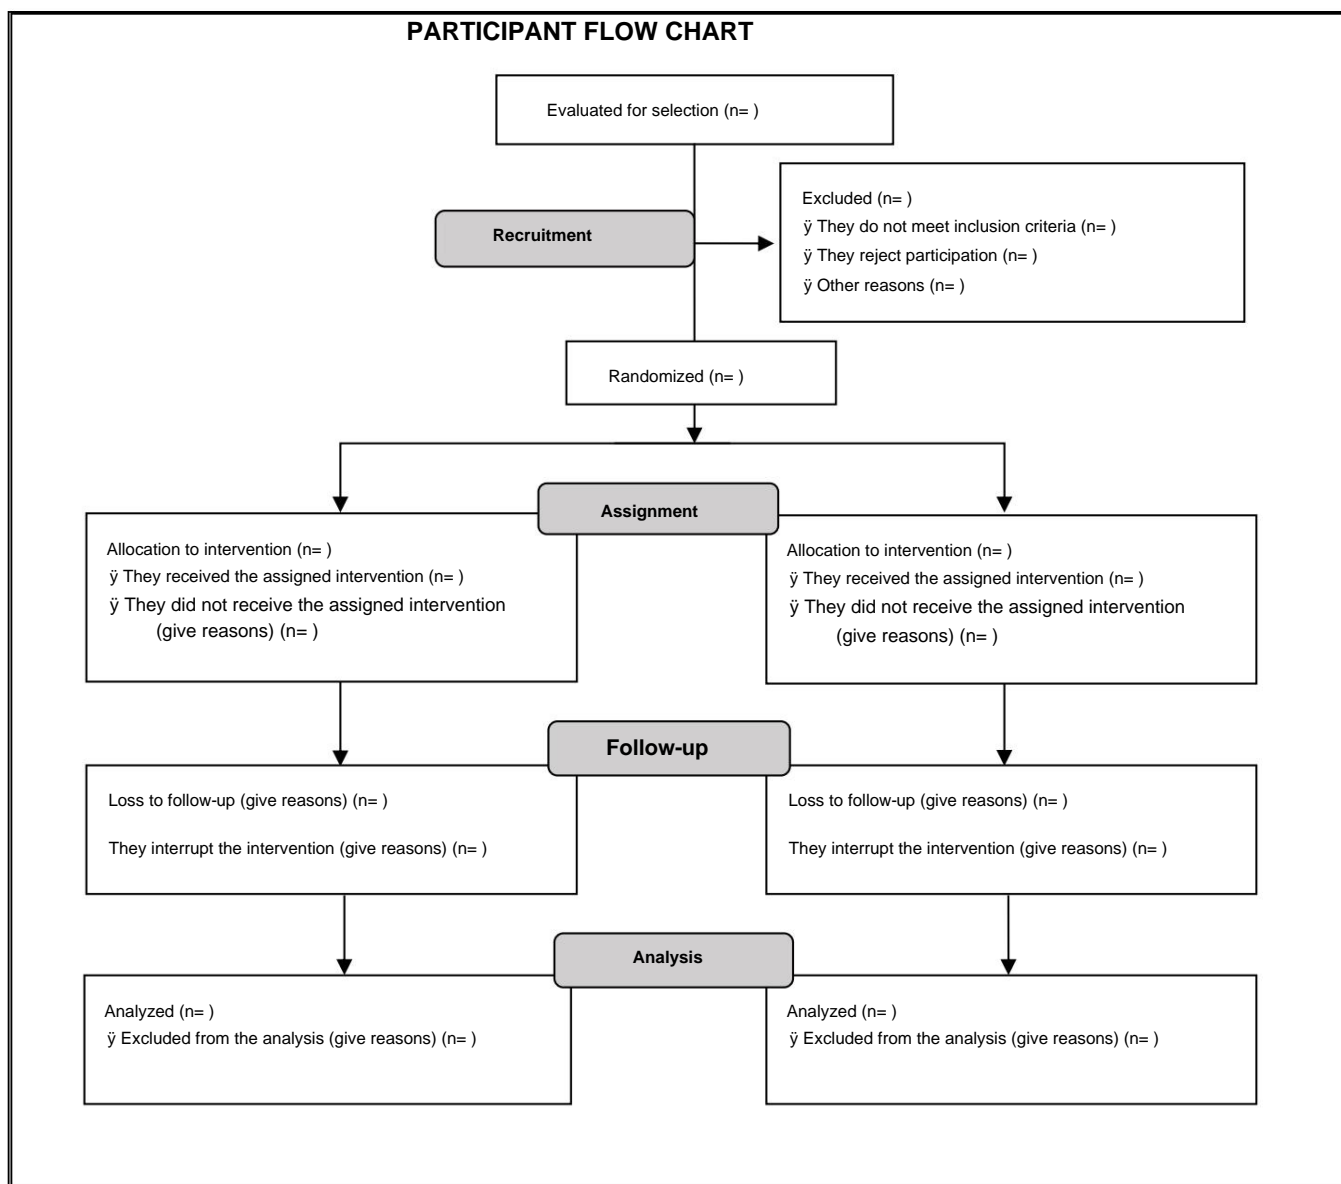 PARTICIPANT FLOW CHART
Evaluated for selection (n= )
Excluded (n= )
ÿ They do not meet inclusion criteria (n= )
ÿ They reject participation (n= )
ÿ Other reasons (n= )
Recruitment
Randomized (n= )
Assignment
Allocation to intervention (n= )
ÿ They received the assigned intervention (n= )
ÿ They did not receive the assigned intervention
(give reasons) (n= )
Allocation to intervention (n= )
ÿ They received the assigned intervention (n= )
ÿ They did not receive the assigned intervention
(give reasons) (n= )
Follow-up
Loss to follow-up (give reasons) (n= )
They interrupt the intervention (give reasons) (n= )
Loss to follow-up (give reasons) (n= )
They interrupt the intervention (give reasons) (n= )
Analysis
Analyzed (n= )
ÿ Excluded from the analysis (give reasons) (n= )
Analyzed (n= )
ÿ Excluded from the analysis (give reasons) (n= )